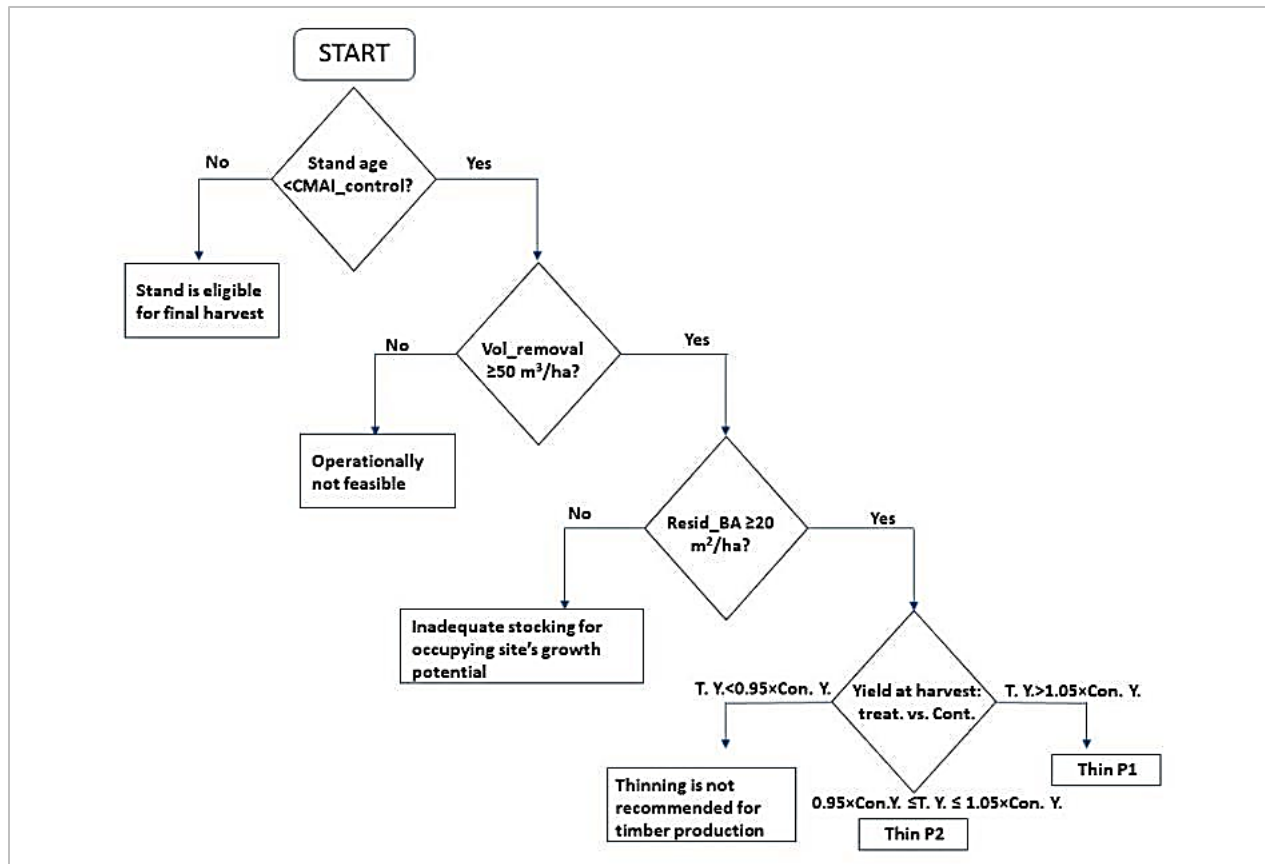 START
Stand age
<CMAI_control?
No
Yes
Stand is eligible
for final harvest
Vol_removal
≥50 m³/ha?
No
Yes
Operationally
not feasible
Resid_BA ≥20
m²/ha?
No
Yes
Inadequate stocking for
occupying site's growth
potential
Yield at harvest:
treat. vs. Cont.
T. Y.<0.95×Con. Y.
T. Y.>1.05×Con. Y.
Thinning is not
recommended for
timber production
Thin P1
0.95×Con.Y. ≤T. Y. ≤ 1.05×Con. Y.
Thin P2